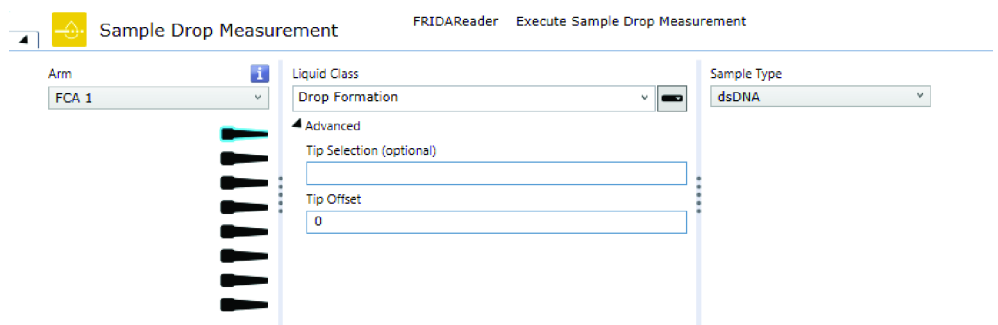 Sample Drop Measurement
FRIDAReader Execute Sample Drop Measurement
Arm
i
FCA 1
Liquid Class
Drop Formation
Advanced
Tip Selection (optional)
Tip Offset
0
Sample Type
dsDNA